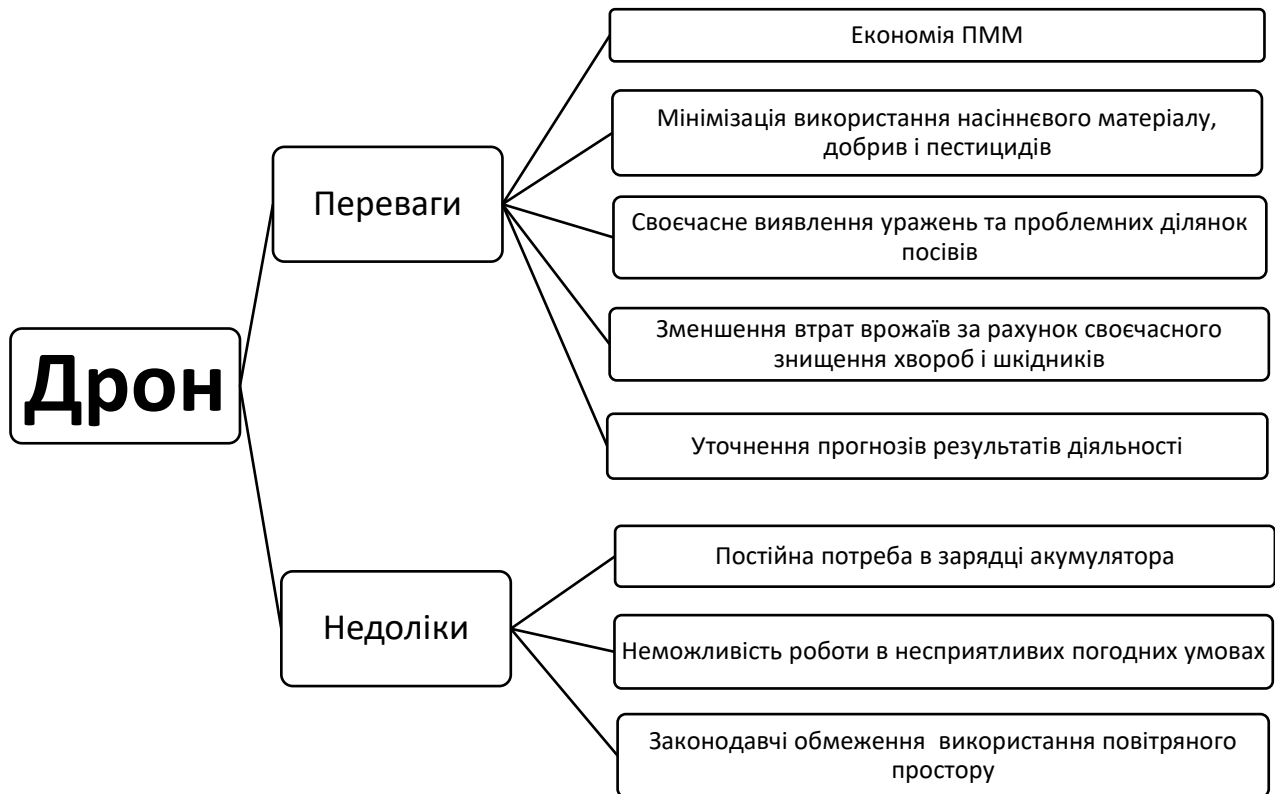 Дрон
Переваги
Економія ПММ
Мінімізація використання насіннєвого матеріалу,
добрив і пестицидів
Своєчасне виявлення уражень та проблемних ділянок
посівів
Зменшення втрат врожаїв за рахунок своєчасного
знищення хвороб і шкідників
Уточнення прогнозів результатів діяльності
Недоліки
Постійна потреба в зарядці акумулятора
Неможливість роботи в несприятливих погодних умовах
Законодавчі обмеження  використання повітряного
простору